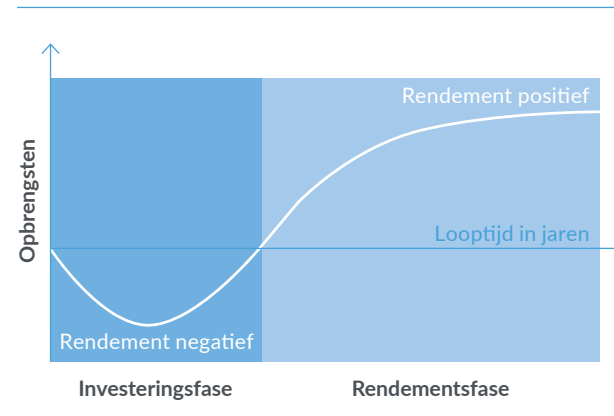 Rendement positief
Opbrengsten
Looptijd in jaren
Rendement negatief
Investeringsfase
Rendementsfase